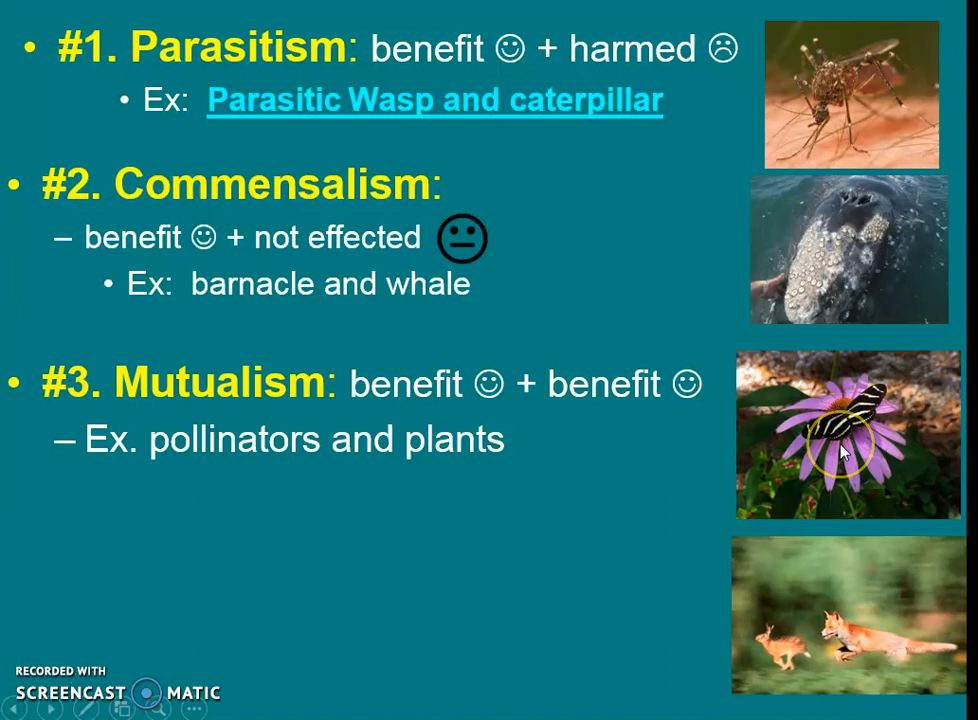 • #1. Parasitism: benefit ☺ + harmed ☹
• Ex: Parasitic Wasp and caterpillar
• #2. Commensalism:
– benefit ☺ + not effected 😐
• Ex: barnacle and whale
• #3. Mutualism: benefit ☺ + benefit ☺
– Ex. pollinators and plants
RECORDED WITH
SCREENCAST MATIC